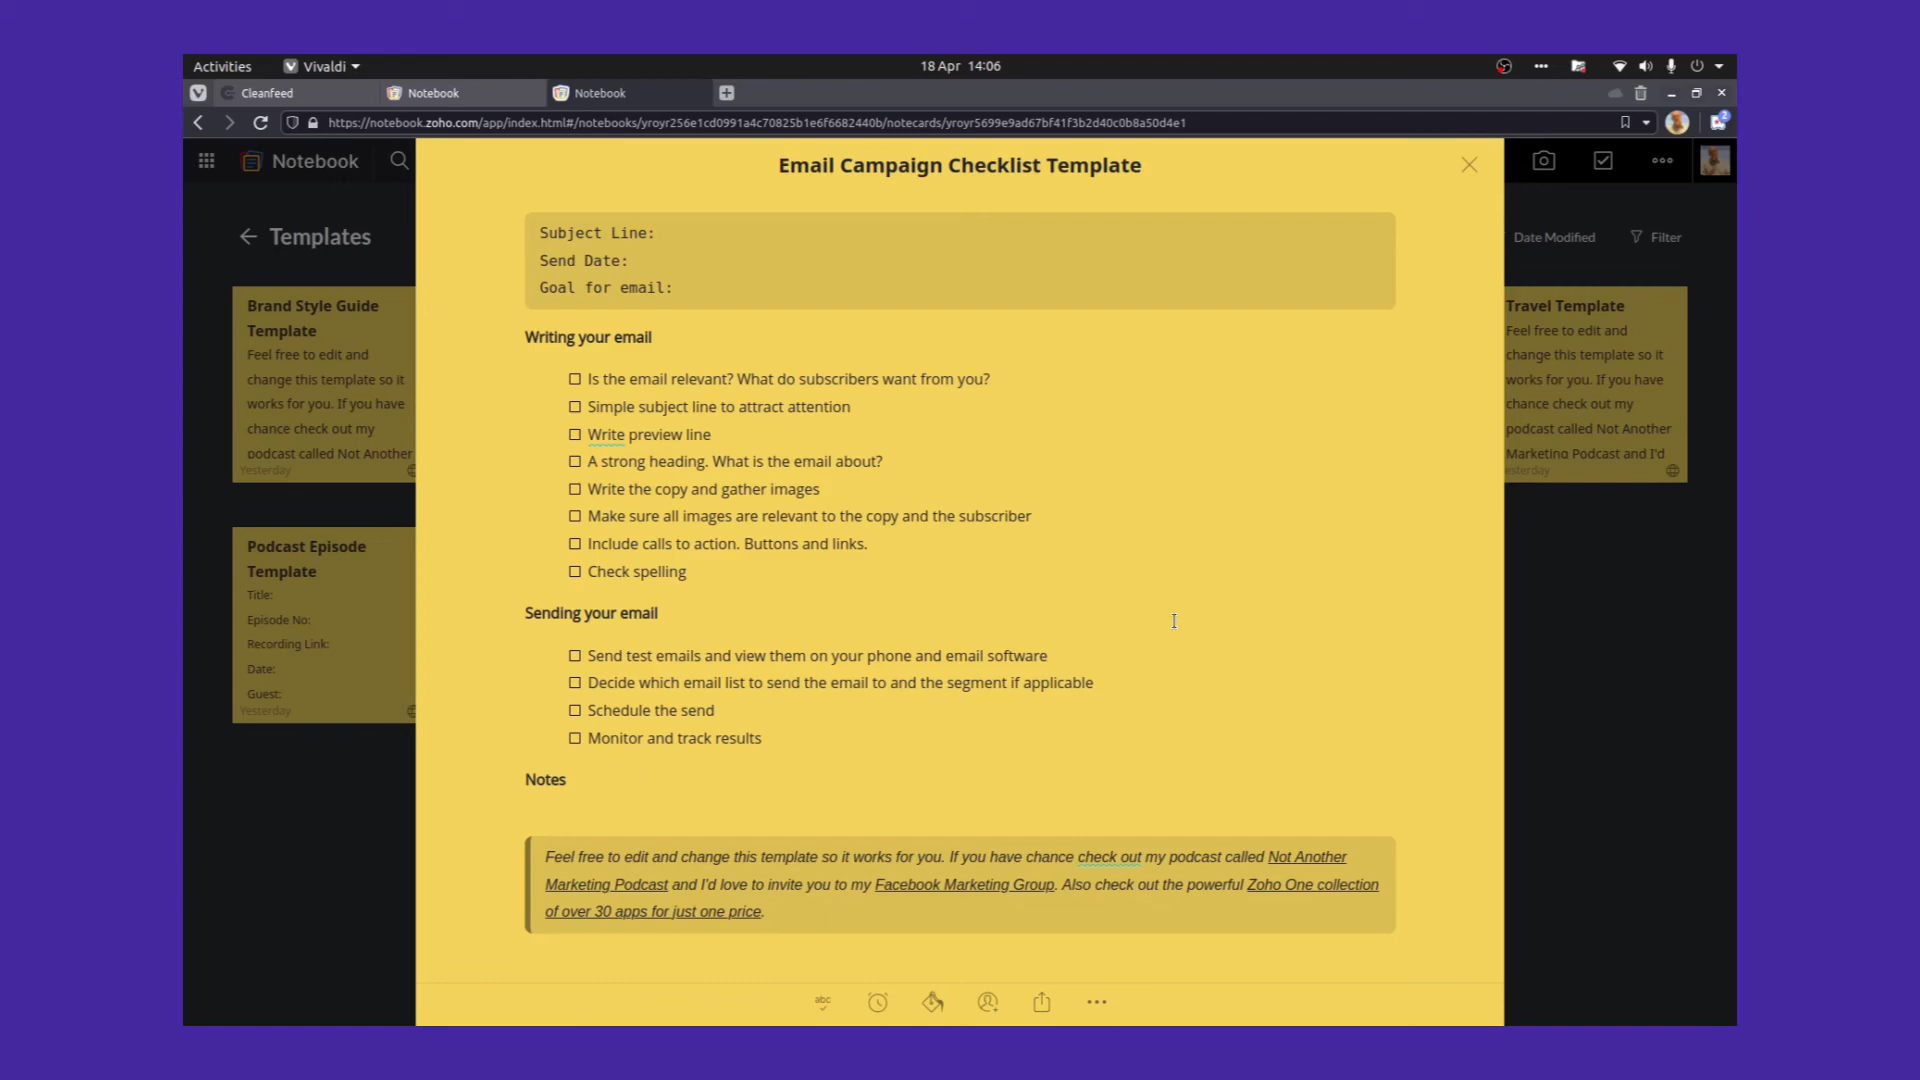 Activities
Vivaldi
18 Apr 14:06
Cleanfeed
Notebook
Notebook
https://notebook.zoho.com/app/index.html#/notebooks/yroyr256e1cd0991a4c70825b1e6f6682440b/notecards/yroyr5699e9ad67bf41f3b2d40c0b8a50d4e1
2
Notebook
Templates
Date Modified
Filter
Brand Style Guide
Template
Feel free to edit and
change this template so it
works for you. If you have
chance check out my
podcast called Not Another
Yesterday
Podcast Episode
Template
Title:
Episode No:
Recording Link:
Date:
Guest:
Yesterday
Email Campaign Checklist Template
Subject Line:
Send Date:
Goal for email:
Writing your email
Is the email relevant? What do subscribers want from you?
Simple subject line to attract attention
Write preview line
A strong heading. What is the email about?
Write the copy and gather images
Make sure all images are relevant to the copy and the subscriber
Include calls to action. Buttons and links.
Check spelling
Sending your email
Send test emails and view them on your phone and email software
Decide which email list to send the email to and the segment if applicable
Schedule the send
Monitor and track results
Notes
Feel free to edit and change this template so it works for you. If you have chance check out my podcast called Not Another
Marketing Podcast and I'd love to invite you to my Facebook Marketing Group. Also check out the powerful Zoho One collection
of over 30 apps for just one price.
abc
Travel Template
Feel free to edit and
change this template so it
works for you. If you have
chance check out my
podcast called Not Another
Marketing Podcast and I'd
esterday